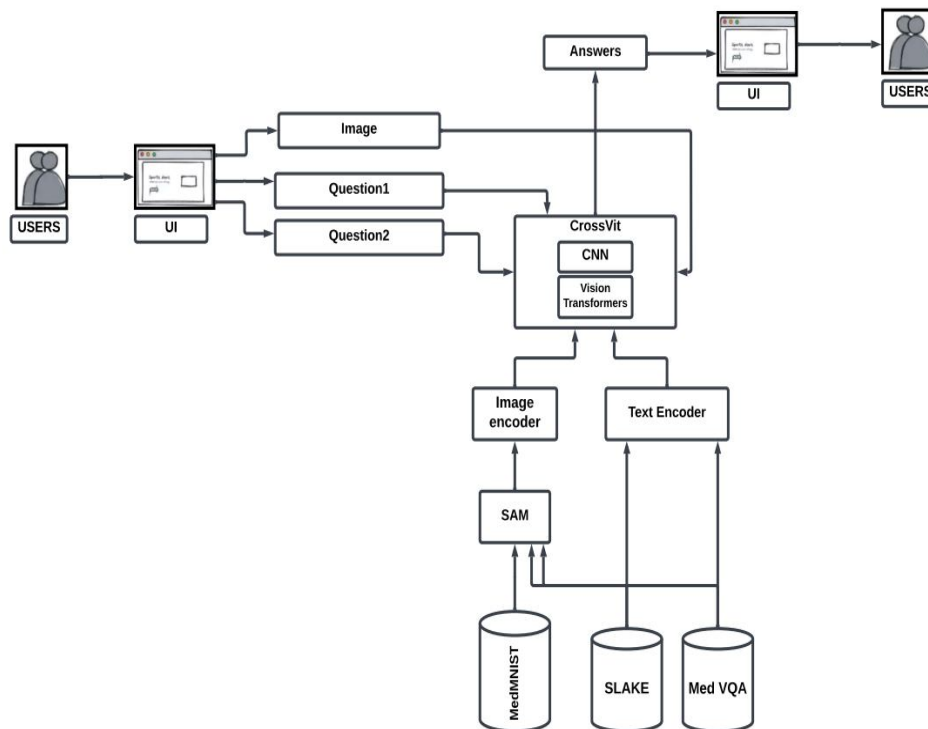 Answers
UI
USERS
Image
Question1
Question2
USERS
UI
CrossVit
CNN
Vision
Transformers
Image
encoder
Text Encoder
SAM
MedMNIST
SLAKE
Med VQA